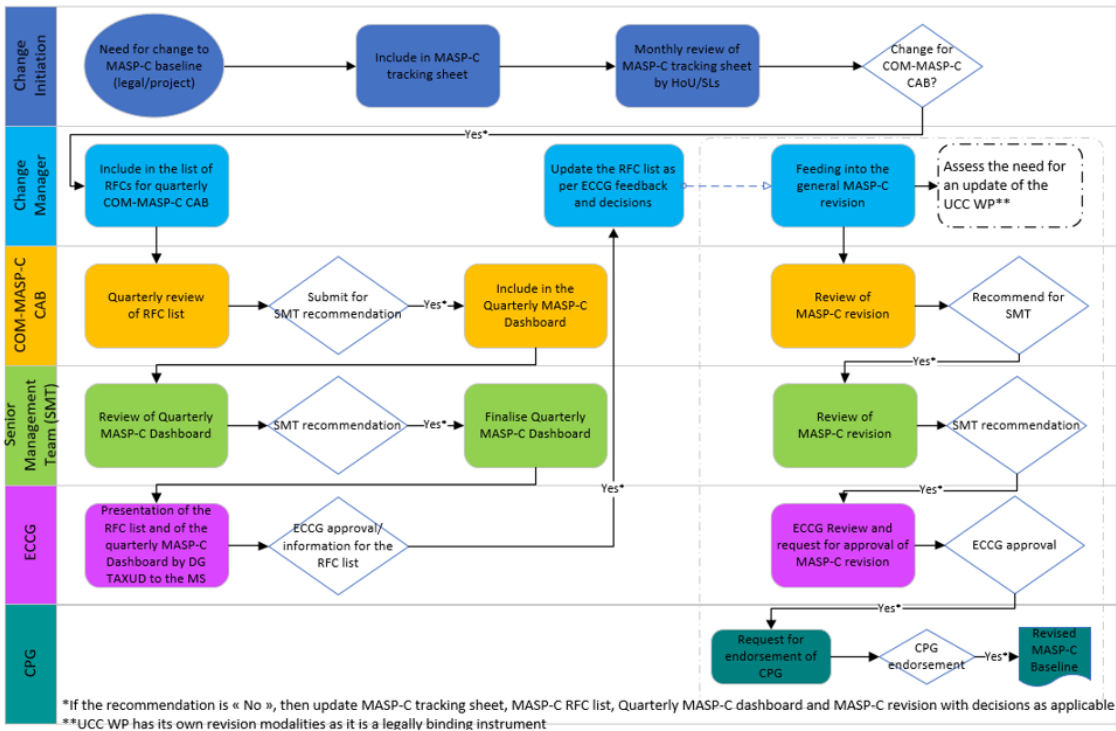 Change
Initiation
Need for change to
MASP-C baseline
(legal/project)
Include in MASP-C
tracking sheet
Monthly review of
MASP-C tracking sheet
by HoU/SLs
Change for
COM-MASP-C
CAB?
Yes*
Change
Manager
Include in the list of
RFCs for quarterly
COM-MASP-C CAB
Update the RFC list as
per ECCG feedback
and decisions
Feeding into the
general MASP-C
revision
Assess the need for
an update of the
UCC WP**
COM-MASP-C
CAB
Quarterly review
of RFC list
Submit for
SMT recommendation
Yes*
Include in the
Quarterly MASP-C
Dashboard
Review of
MASP-C revision
Recommend for
SMT
Yes*
Senior
Management
Team (SMT)
Review of Quarterly
MASP-C Dashboard
SMT recommendation
Yes*
Finalise Quarterly
MASP-C Dashboard
Review of
MASP-C revision
SMT recommendation
Yes*
Yes*
ECCG
Presentation of the
RFC list and of the
quarterly MASP-C
Dashboard by DG
TAXUD to the MS
ECCG approval/
information for the
RFC list
ECCG Review and
request for approval of
MASP-C revision
ECCG approval
Yes*
CPG
Request for
endorsement of
CPG
CPG
endorsement
Yes*
Revised
MASP-C
Baseline
*If the recommendation is « No », then update MASP-C tracking sheet, MASP-C RFC list, Quarterly MASP-C dashboard and MASP-C revision with decisions as applicable
**UCC WP has its own revision modalities as it is a legally binding instrument